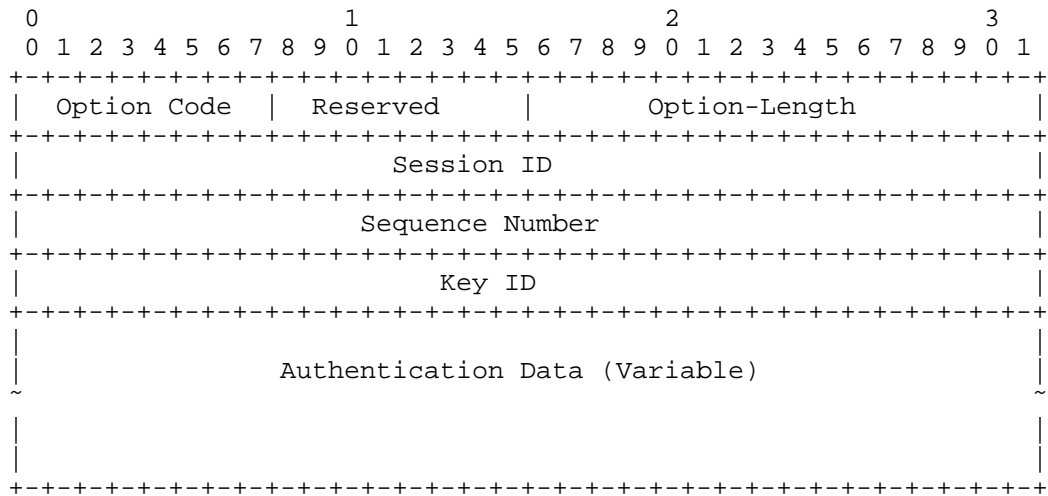 0                   1                   2                   3
 0 1 2 3 4 5 6 7 8 9 0 1 2 3 4 5 6 7 8 9 0 1 2 3 4 5 6 7 8 9 0 1
+-+-+-+-+-+-+-+-+-+-+-+-+-+-+-+-+-+-+-+-+-+-+-+-+-+-+-+-+-+-+-+-+
|  Option Code  |  Reserved     |       Option-Length           |
+-+-+-+-+-+-+-+-+-+-+-+-+-+-+-+-+-+-+-+-+-+-+-+-+-+-+-+-+-+-+-+-+
|                       Session ID                              |
+-+-+-+-+-+-+-+-+-+-+-+-+-+-+-+-+-+-+-+-+-+-+-+-+-+-+-+-+-+-+-+-+
|                     Sequence Number                           |
+-+-+-+-+-+-+-+-+-+-+-+-+-+-+-+-+-+-+-+-+-+-+-+-+-+-+-+-+-+-+-+-+
|                          Key ID                               |
+-+-+-+-+-+-+-+-+-+-+-+-+-+-+-+-+-+-+-+-+-+-+-+-+-+-+-+-+-+-+-+-+
|                                                               |
|                Authentication Data (Variable)                 |
~                                                               ~
|                                                               |
|                                                               |
+-+-+-+-+-+-+-+-+-+-+-+-+-+-+-+-+-+-+-+-+-+-+-+-+-+-+-+-+-+-+-+-+